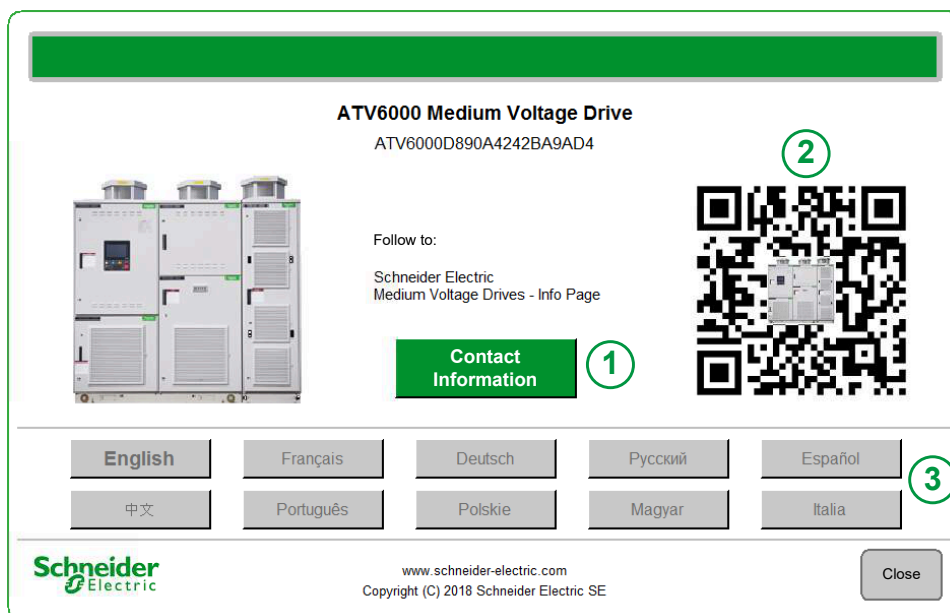 ATV6000 Medium Voltage Drive
ATV6000D890A4242BA9AD4
2
Follow to:
Schneider Electric
Medium Voltage Drives - Info Page
Contact
Information
1
English
Français
Deutsch
Русский
Español
3
中文
Português
Polskie
Magyar
Italia
Schneider
Electric
www.schneider-electric.com
Copyright (C) 2018 Schneider Electric SE
Close